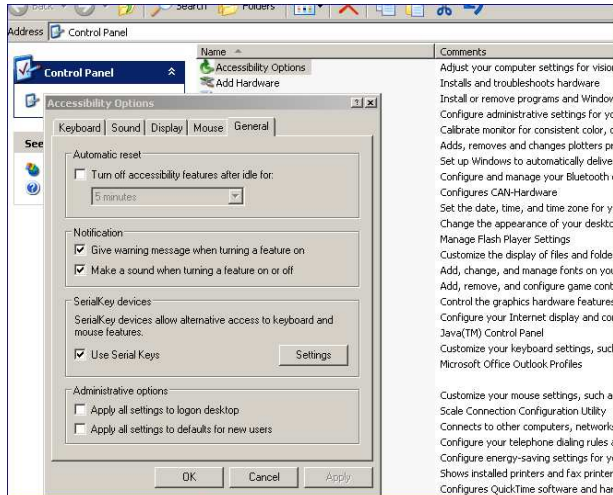 Back
Search
Folders
Address
Control Panel
Control Panel
See
Name
Comments
Accessibility Options
Adjust your computer settings for visio
Add Hardware
Installs and troubleshoots hardware
Install or remove programs and Window
Configure administrative settings for yo
Calibrate monitor for consistent color, c
Adds, removes and changes plotters pr
Set up Windows to automatically delive
Configure and manage your Bluetooth
Configures CAN-Hardware
Set the date, time, and time zone for y
Change the appearance of your deskto
Manage Flash Player Settings
Customize the display of files and folde
Add, change, and manage fonts on you
Add, remove, and configure game cont
Control the graphics hardware features
Configure your Internet display and co
Java(TM) Control Panel
Customize your keyboard settings, such
Microsoft Office Outlook Profiles
Customize your mouse settings, such a
Scale Connection Configuration Utility
Connects to other computers, network
Configure your telephone dialing rules a
Configure energy-saving settings for yo
Shows installed printers and fax printer
Configures QuickTime software and har
Accessibility Options
Keyboard Sound Display Mouse General
Automatic reset
Turn off accessibility features after idle for:
5 minutes
Notification
Give warning message when turning a feature on
Make a sound when turning a feature on or off
SerialKey devices
SerialKey devices allow alternative access to keyboard and
mouse features.
Use Serial Keys
Settings
Administrative options
Apply all settings to logon desktop
Apply all settings to defaults for new users
OK Cancel Apply